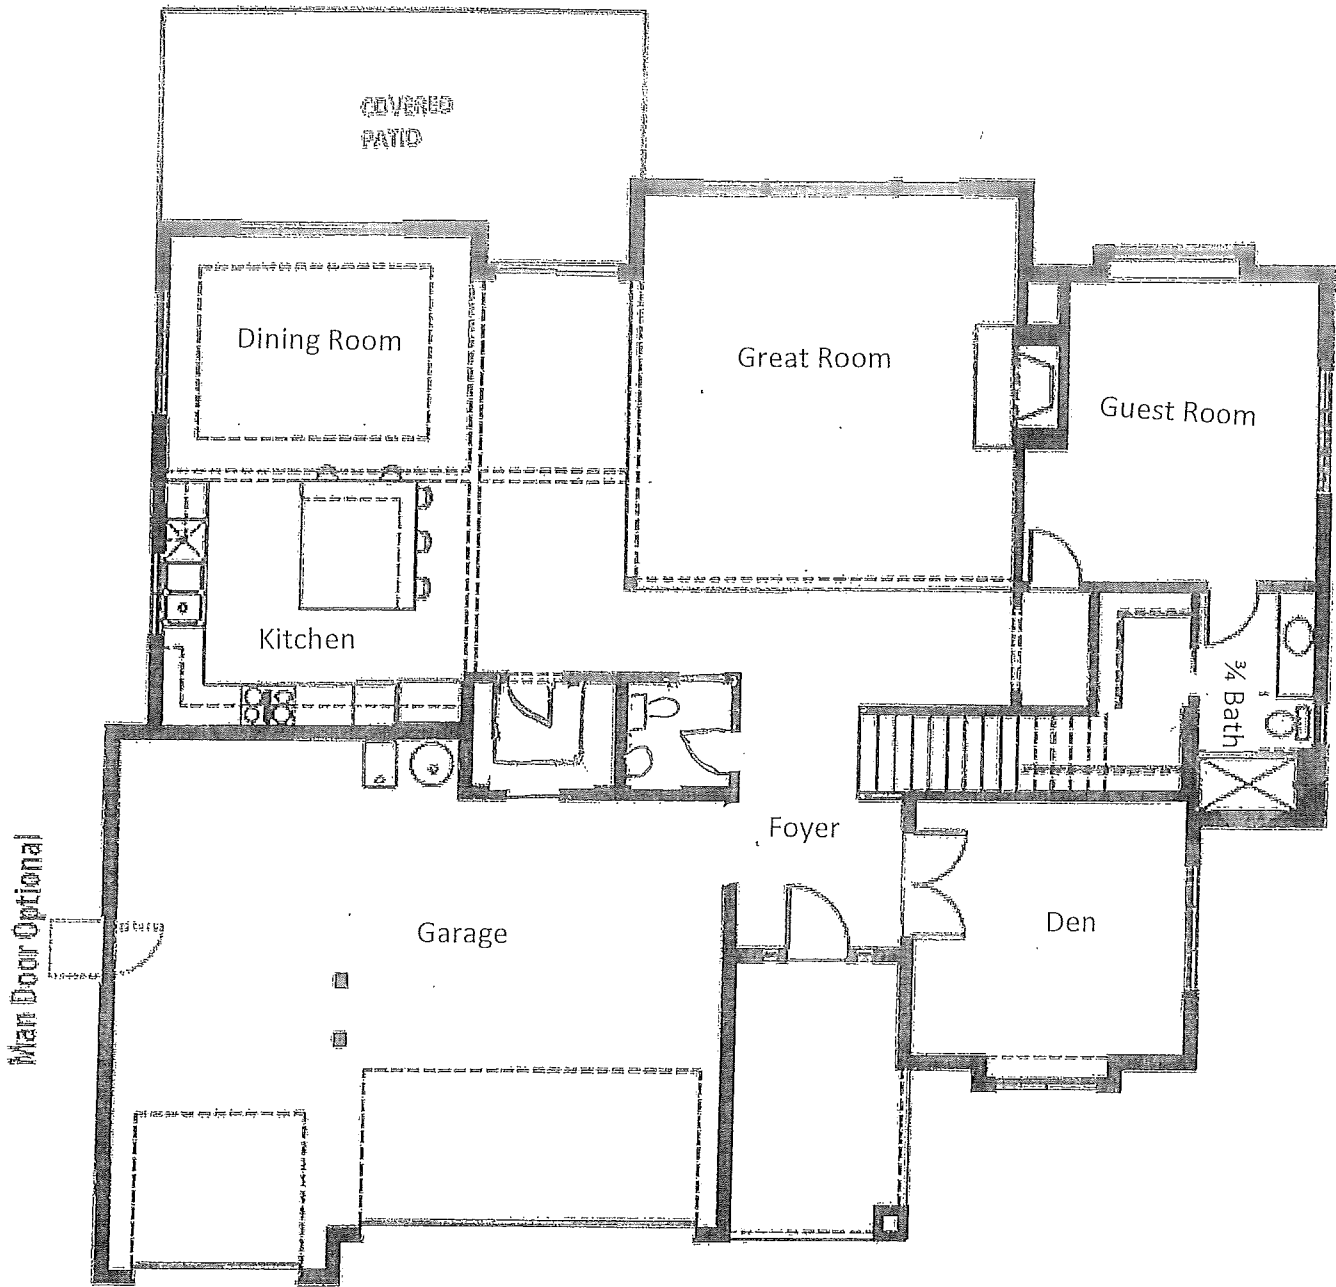 COVERED
PATIO
Dining Room
Great Room
Guest Room
Kitchen
¾ Bath
Foyer
Man Door Optional
Garage
Den